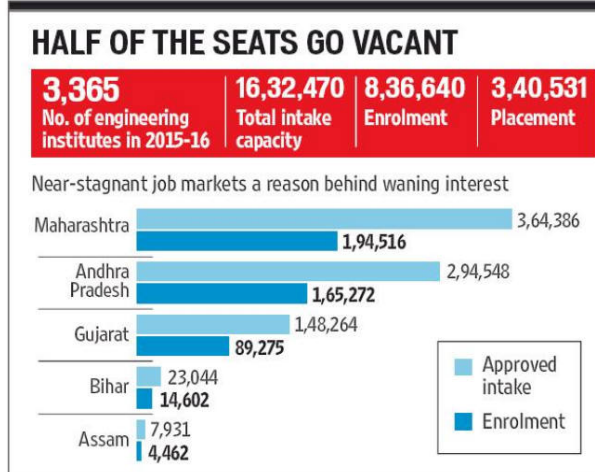 HALF OF THE SEATS GO VACANT
3,365
No. of engineering
institutes in 2015-16
16,32,470
Total intake
capacity
8,36,640
Enrolment
3,40,531
Placement
Near-stagnant job markets a reason behind waning interest
Maharashtra
3,64,386
1,94,516
Andhra
Pradesh
2,94,548
1,65,272
Gujarat
1,48,264
89,275
Bihar
23,044
14,602
Assam
7,931
4,462
Approved
intake
Enrolment